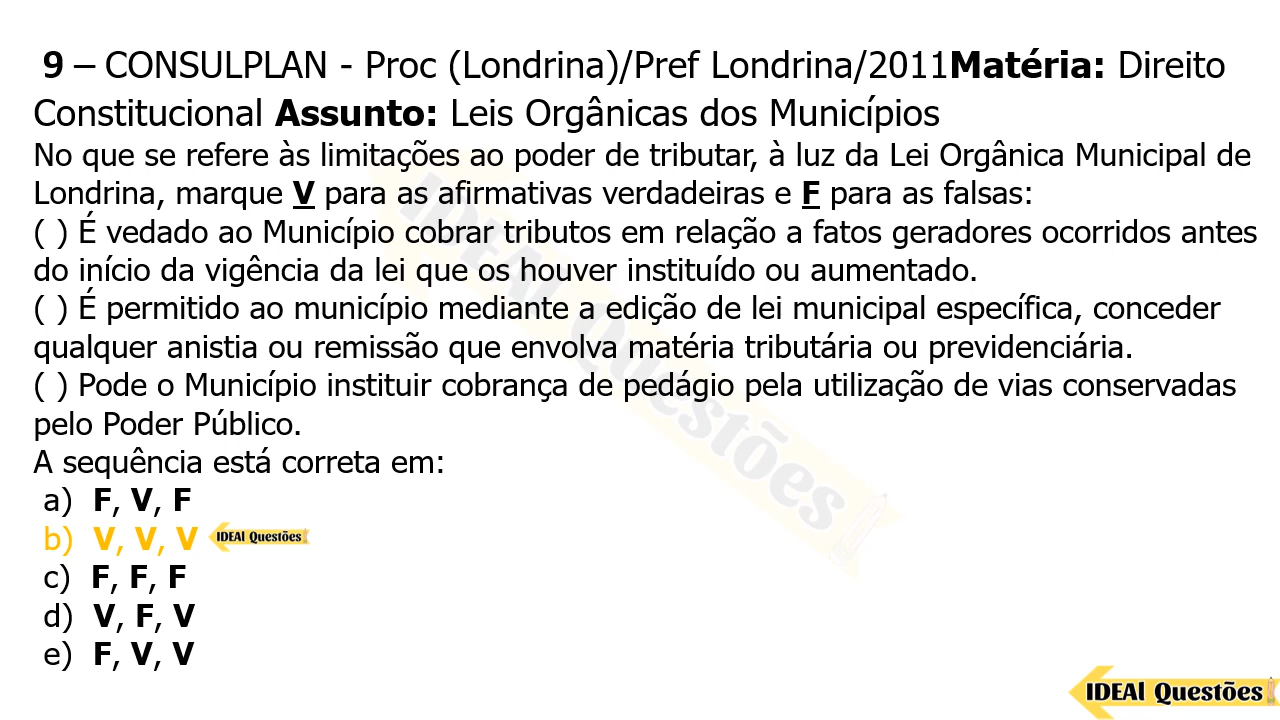 9 – CONSULPLAN - Proc (Londrina)/Pref Londrina/2011Matéria: Direito
Constitucional Assunto: Leis Orgânicas dos Municípios
No que se refere às limitações ao poder de tributar, à luz da Lei Orgânica Municipal de
Londrina, marque V para as afirmativas verdadeiras e F para as falsas:
( ) É vedado ao Município cobrar tributos em relação a fatos geradores ocorridos antes
do início da vigência da lei que os houver instituído ou aumentado.
( ) É permitido ao município mediante a edição de lei municipal específica, conceder
qualquer anistia ou remissão que envolva matéria tributária ou previdenciária.
( ) Pode o Município instituir cobrança de pedágio pela utilização de vias conservadas
pelo Poder Público.
A sequência está correta em:
a) F, V, F
b) V, V, V IDEAl Questões
c) F, F, F
d) V, F, V
e) F, V, V
IDEAl Questões
IDEAl Questões